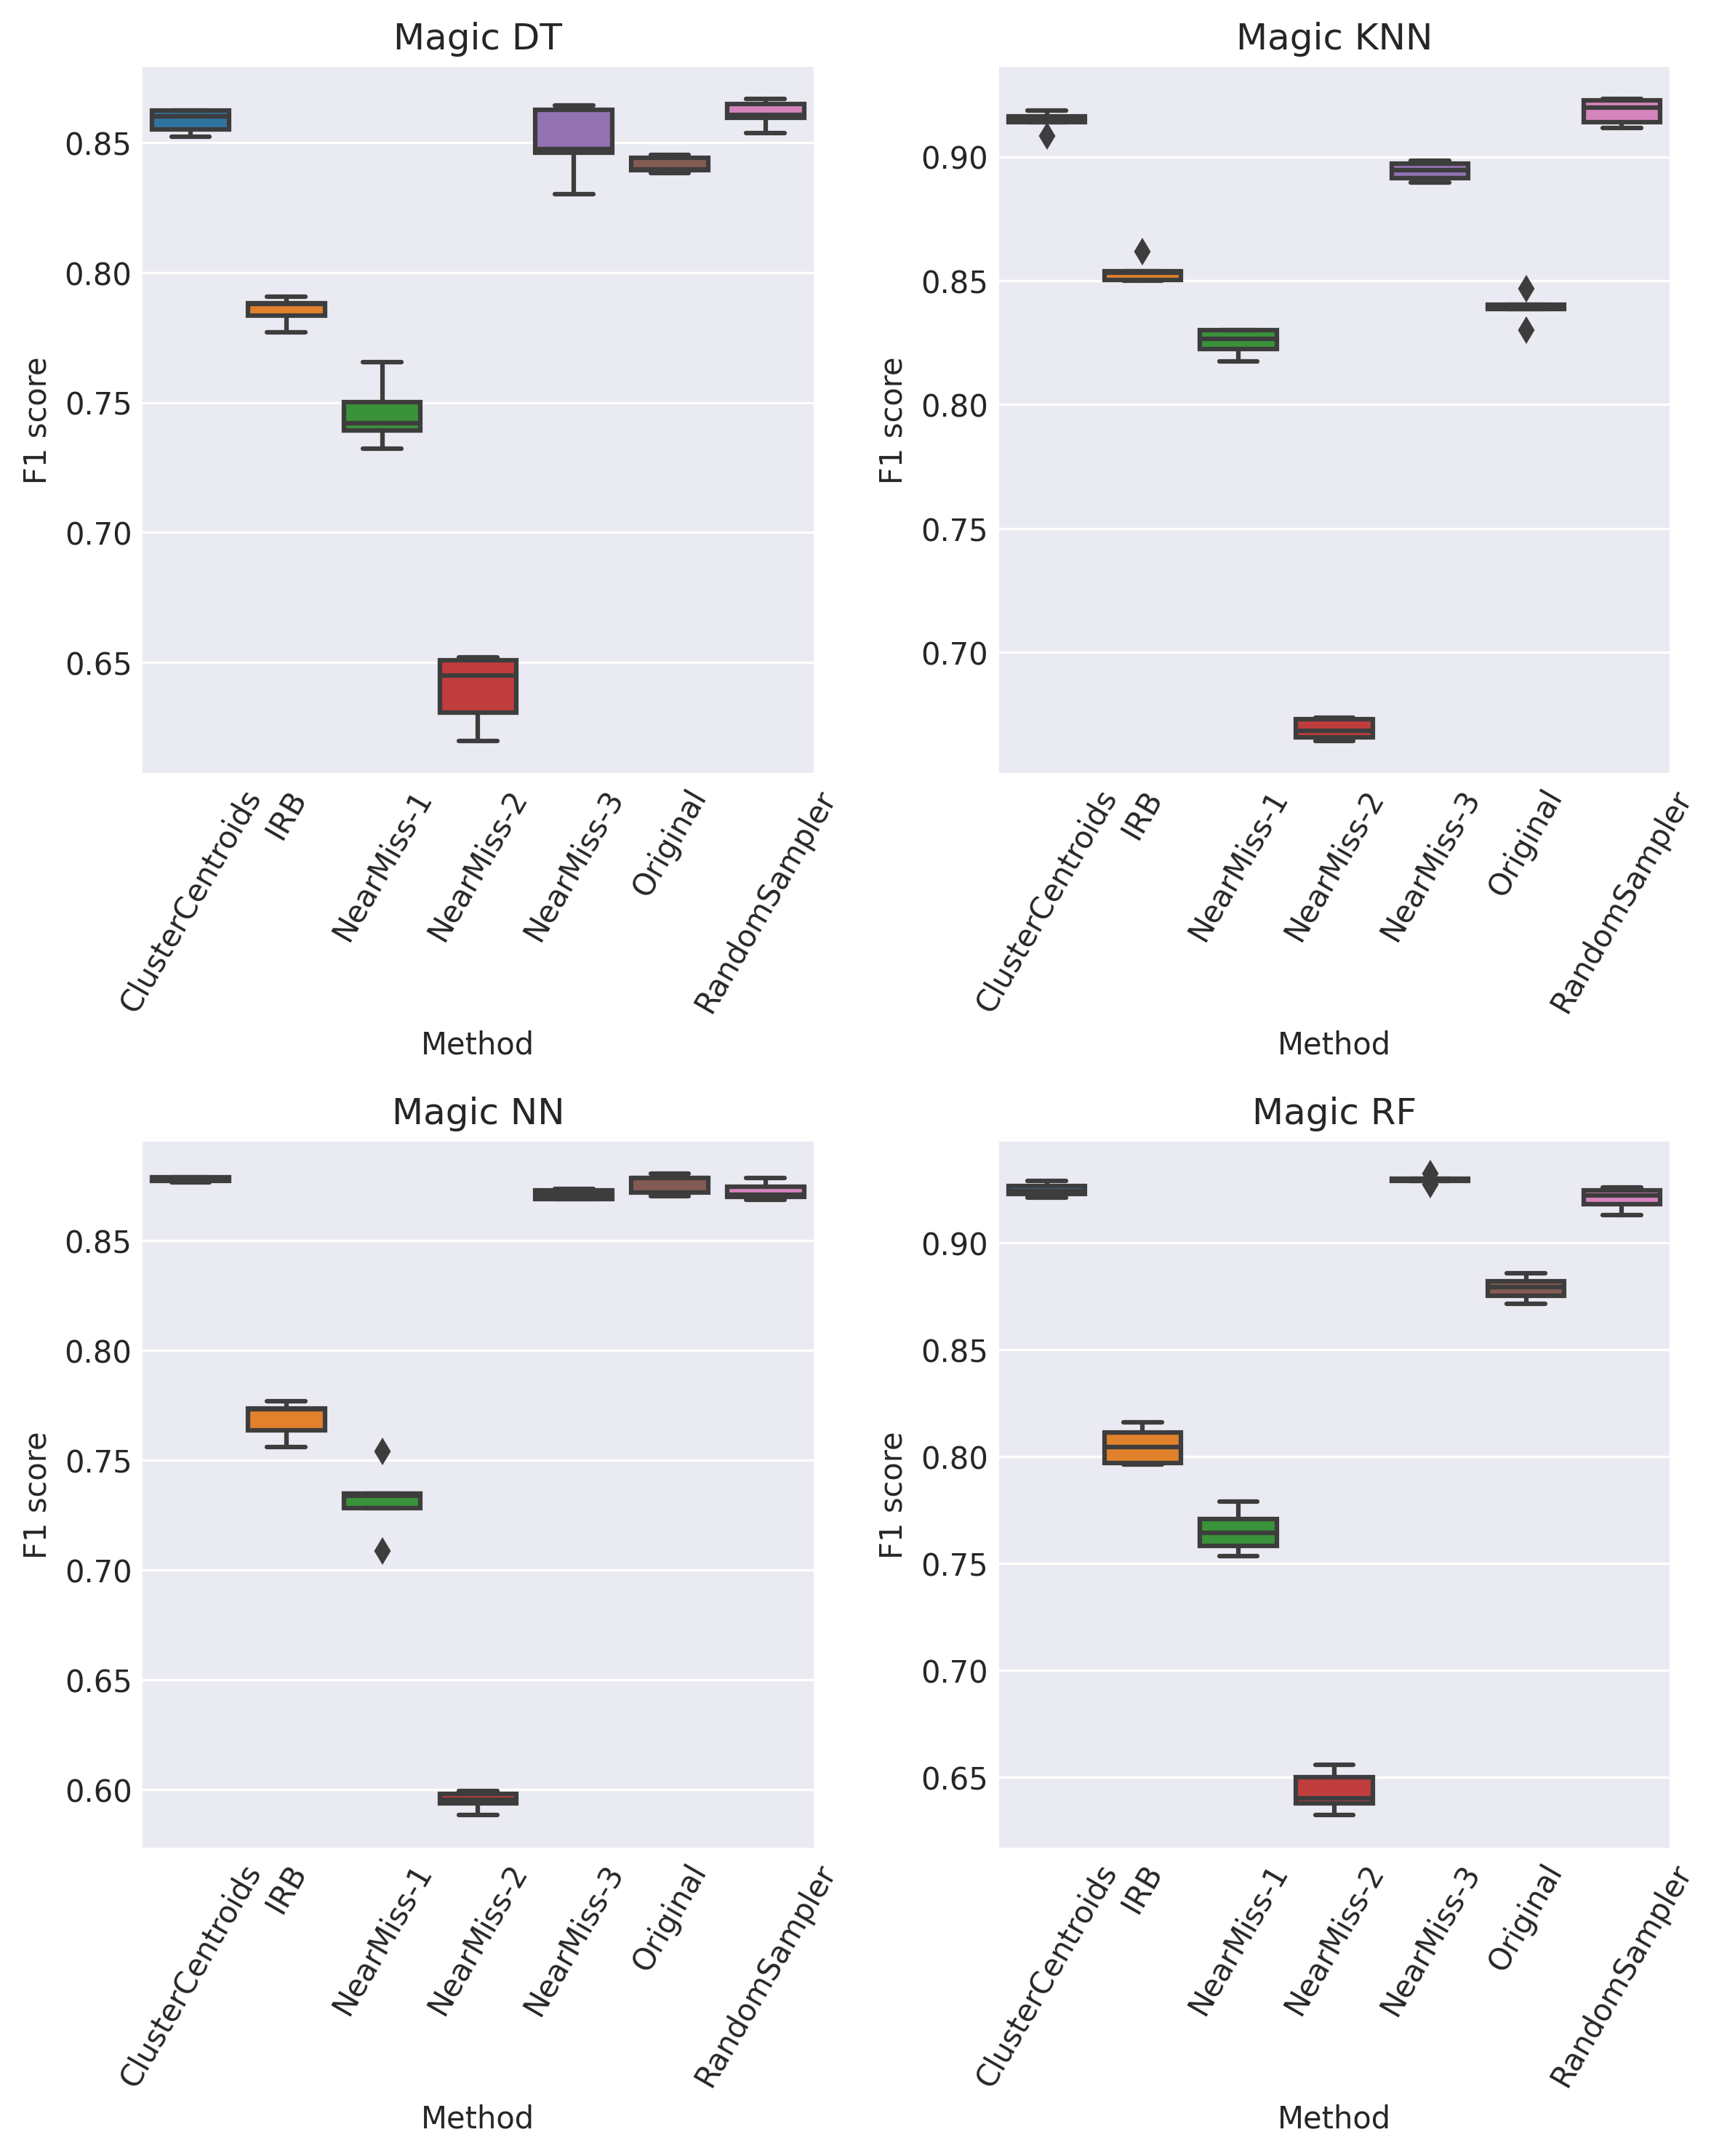 Magic DT
F1 score
0.85
0.80
0.75
0.70
0.65
ClusterCentroids
IRB
NearMiss-1
NearMiss-2
NearMiss-3
Original
RandomSampler
Method
Magic KNN
F1 score
0.90
0.85
0.80
0.75
0.70
ClusterCentroids
IRB
NearMiss-1
NearMiss-2
NearMiss-3
Original
RandomSampler
Method
Magic NN
F1 score
0.85
0.80
0.75
0.70
0.65
0.60
ClusterCentroids
IRB
NearMiss-1
NearMiss-2
NearMiss-3
Original
RandomSampler
Method
Magic RF
F1 score
0.90
0.85
0.80
0.75
0.70
0.65
ClusterCentroids
IRB
NearMiss-1
NearMiss-2
NearMiss-3
Original
RandomSampler
Method